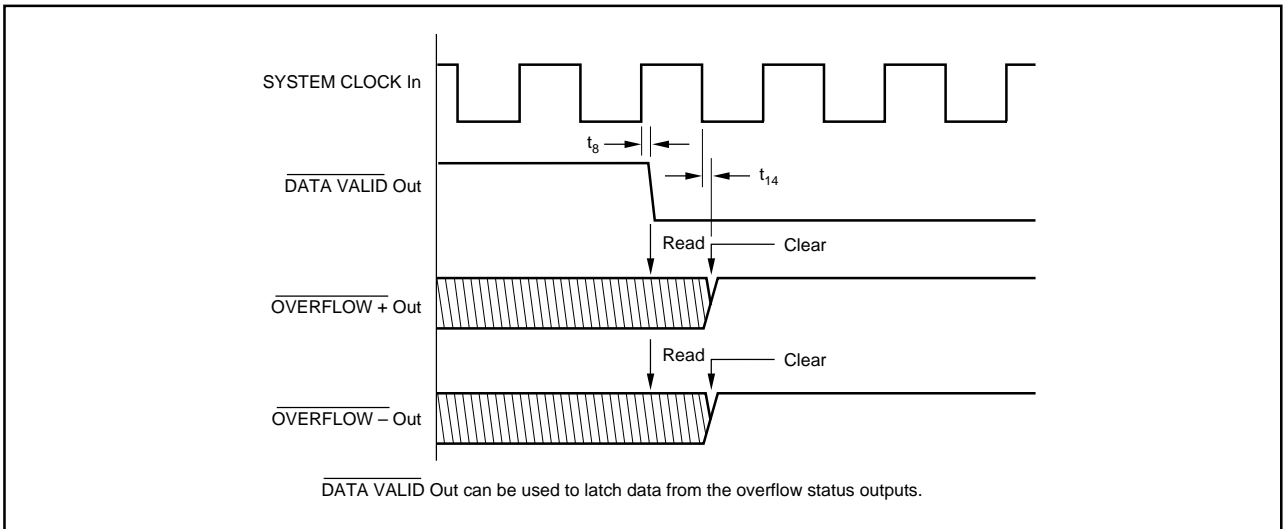 SYSTEM CLOCK In
t8
DATA VALID Out
t14
Read
Clear
OVERFLOW + Out
Read
Clear
OVERFLOW – Out
DATA VALID Out can be used to latch data from the overflow status outputs.